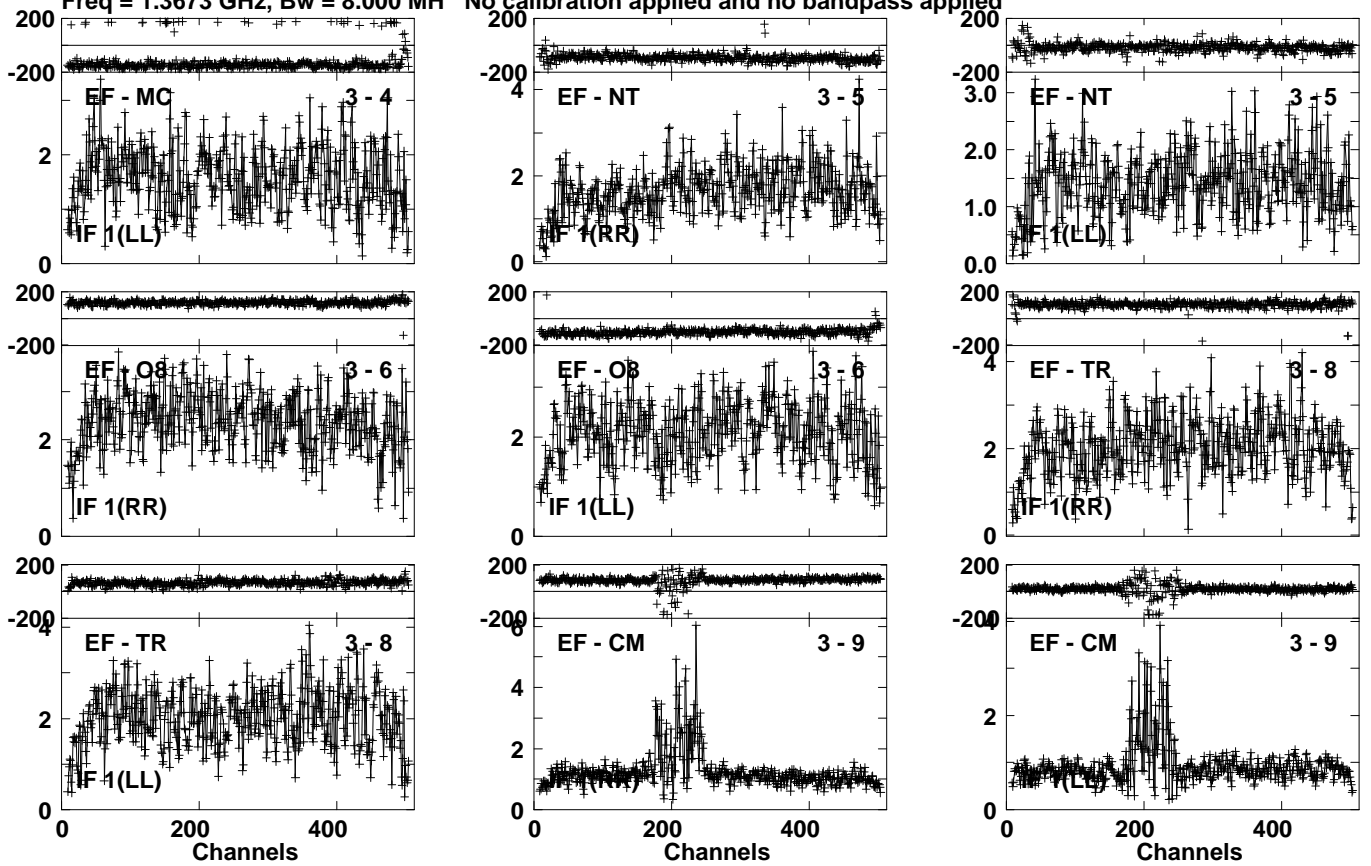 Freq = 1.3673 GHz, Bw = 8.000 MH No calibration applied and no bandpass applied
200 200 200
-200 -200 -200
EF - MC 3 - 4 EF - NT 3 - 5 EF - NT 3 - 5
4 3.0
2 2 2.0
1.0
IF 1(LL) IF 1(RR) IF 1(LL)
0 0 0.0
200 200 200
-200 -200 -200
EF - O8 3 - 6 EF - O8 3 - 6 EF - TR 3 - 8
4
2 2 2
IF 1(RR) IF 1(LL) IF 1(RR)
0 0 0
200 200 200
-200 -200 -200
4 6 4
EF - TR 3 - 8 EF - CM 3 - 9 EF - CM 3 - 9
4
2 2 2
IF 1(LL) IF 1(RR) IF 1(LL)
0 0 0
0 200 400 0 200 400 0 200 400
Channels Channels Channels